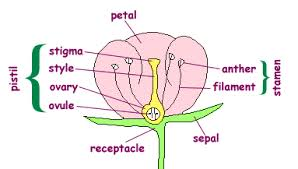 petal
stigma
style
ovary
ovule
pistil
anther
filament
stamen
sepal
receptacle